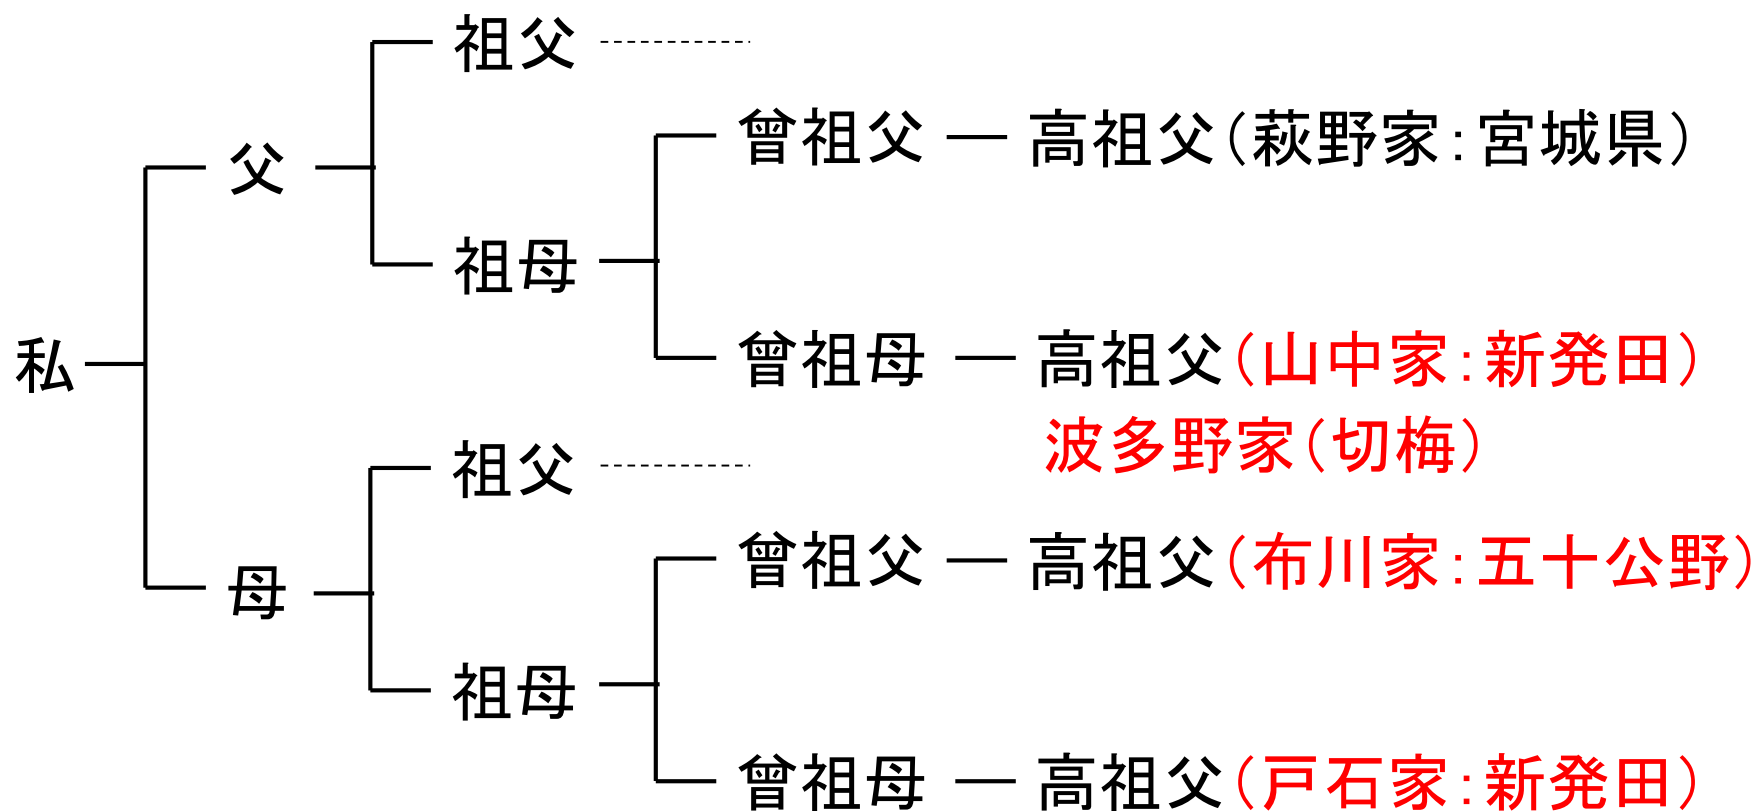 祖父
曾祖父 高祖父(萩野家:宮城県)
父
祖母
曾祖母 高祖父(山中家:新発田)
私
波多野家(切梅)
祖父
曾祖父 高祖父(布川家:五十公野)
母
祖母
曾祖母 高祖父(戸石家:新発田)